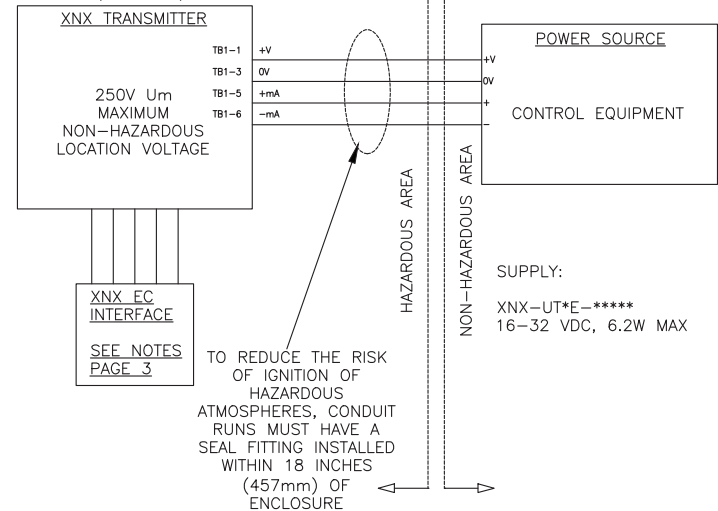 XNX TRANSMITTER
250V Um
MAXIMUM
NON-HAZARDOUS
LOCATION VOLTAGE
TB1-1 +V
TB1-3 0V
TB1-5 +mA
TB1-6 -mA
POWER SOURCE
+V
0V
+
-
CONTROL EQUIPMENT
HAZARDOUS AREA
NON-HAZARDOUS AREA
SUPPLY:
XNX-UT*E-*****
16-32 VDC, 6.2W MAX
XNX EC
INTERFACE
SEE NOTES
PAGE 3
TO REDUCE THE RISK
OF IGNITION OF
HAZARDOUS
ATMOSPHERES, CONDUIT
RUNS MUST HAVE A
SEAL FITTING INSTALLED
WITHIN 18 INCHES
(457mm) OF
ENCLOSURE